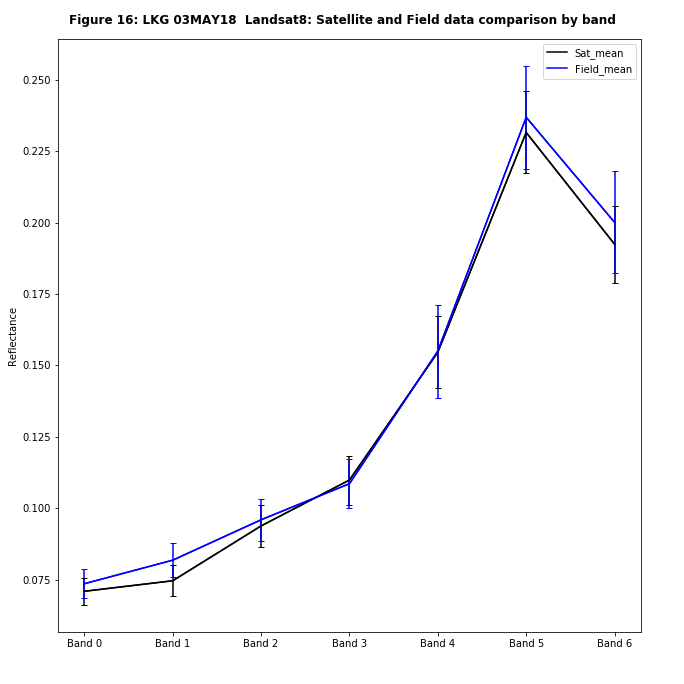 Figure 16: LKG 03MAY18  Landsat8: Satellite and Field data comparison by band
Sat_mean
Field_mean
Reflectance
0.250
0.225
0.200
0.175
0.150
0.125
0.100
0.075
Band 0 Band 1 Band 2 Band 3 Band 4 Band 5 Band 6